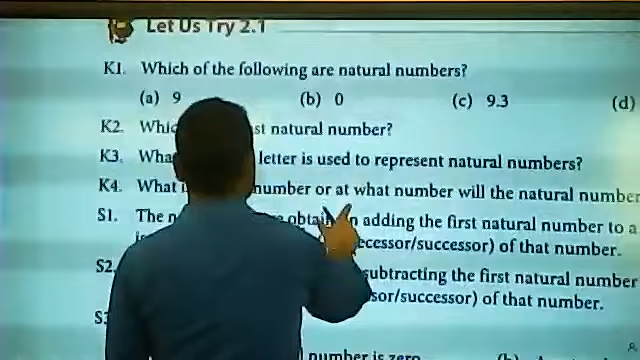 Let Us Try 2.1
K1. Which of the following are natural numbers?
(a) 9 (b) 0 (c) 9.3 (d)
K2. st natural number?
K3. letter is used to represent natural numbers?
K4. What number or at what number will the natural number
S1. The obtain adding the first natural number to a
ecessor/successor) of that number.
S2. subtracting the first natural number
sor/successor) of that number.
number is zero